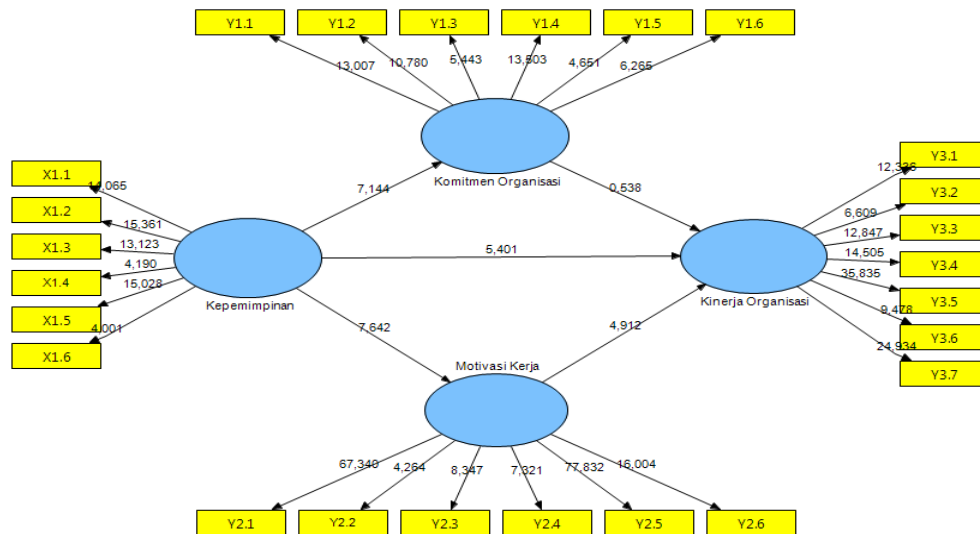 Y1.1 Y1.2 Y1.3 Y1.4 Y1.5 Y1.6
13,007 10,780 5,443 13,503 4,651 6,265
Komitmen Organisasi
X1.1
X1.2
X1.3
X1.4
X1.5
X1.6
15,361
13,123
4,190
15,028
4,001
Kepemimpinan
7,144
0,538
5,401
7,642
4,912
Y3.1
Y3.2
Y3.3
Y3.4
Y3.5
Y3.6
Y3.7
6,609
12,847
14,505
35,835
9,478
24,934
Kinerja Organisasi
Motivasi Kerja
67,340 4,264 8,347 7,321 77,832 16,004
Y2.1 Y2.2 Y2.3 Y2.4 Y2.5 Y2.6